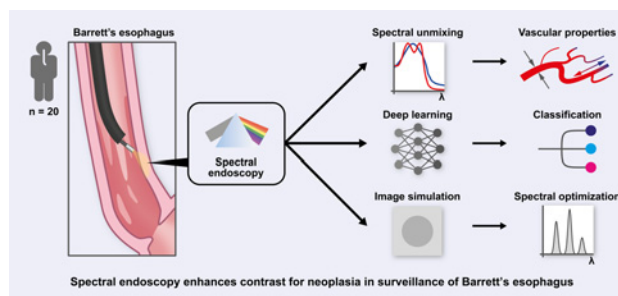 Barrett's esophagus
n = 20
Spectral
endoscopy
Spectral unmixing
λ
Vascular properties
Deep learning
Classification
Image simulation
Spectral optimization
λ
Spectral endoscopy enhances contrast for neoplasia in surveillance of Barrett's esophagus